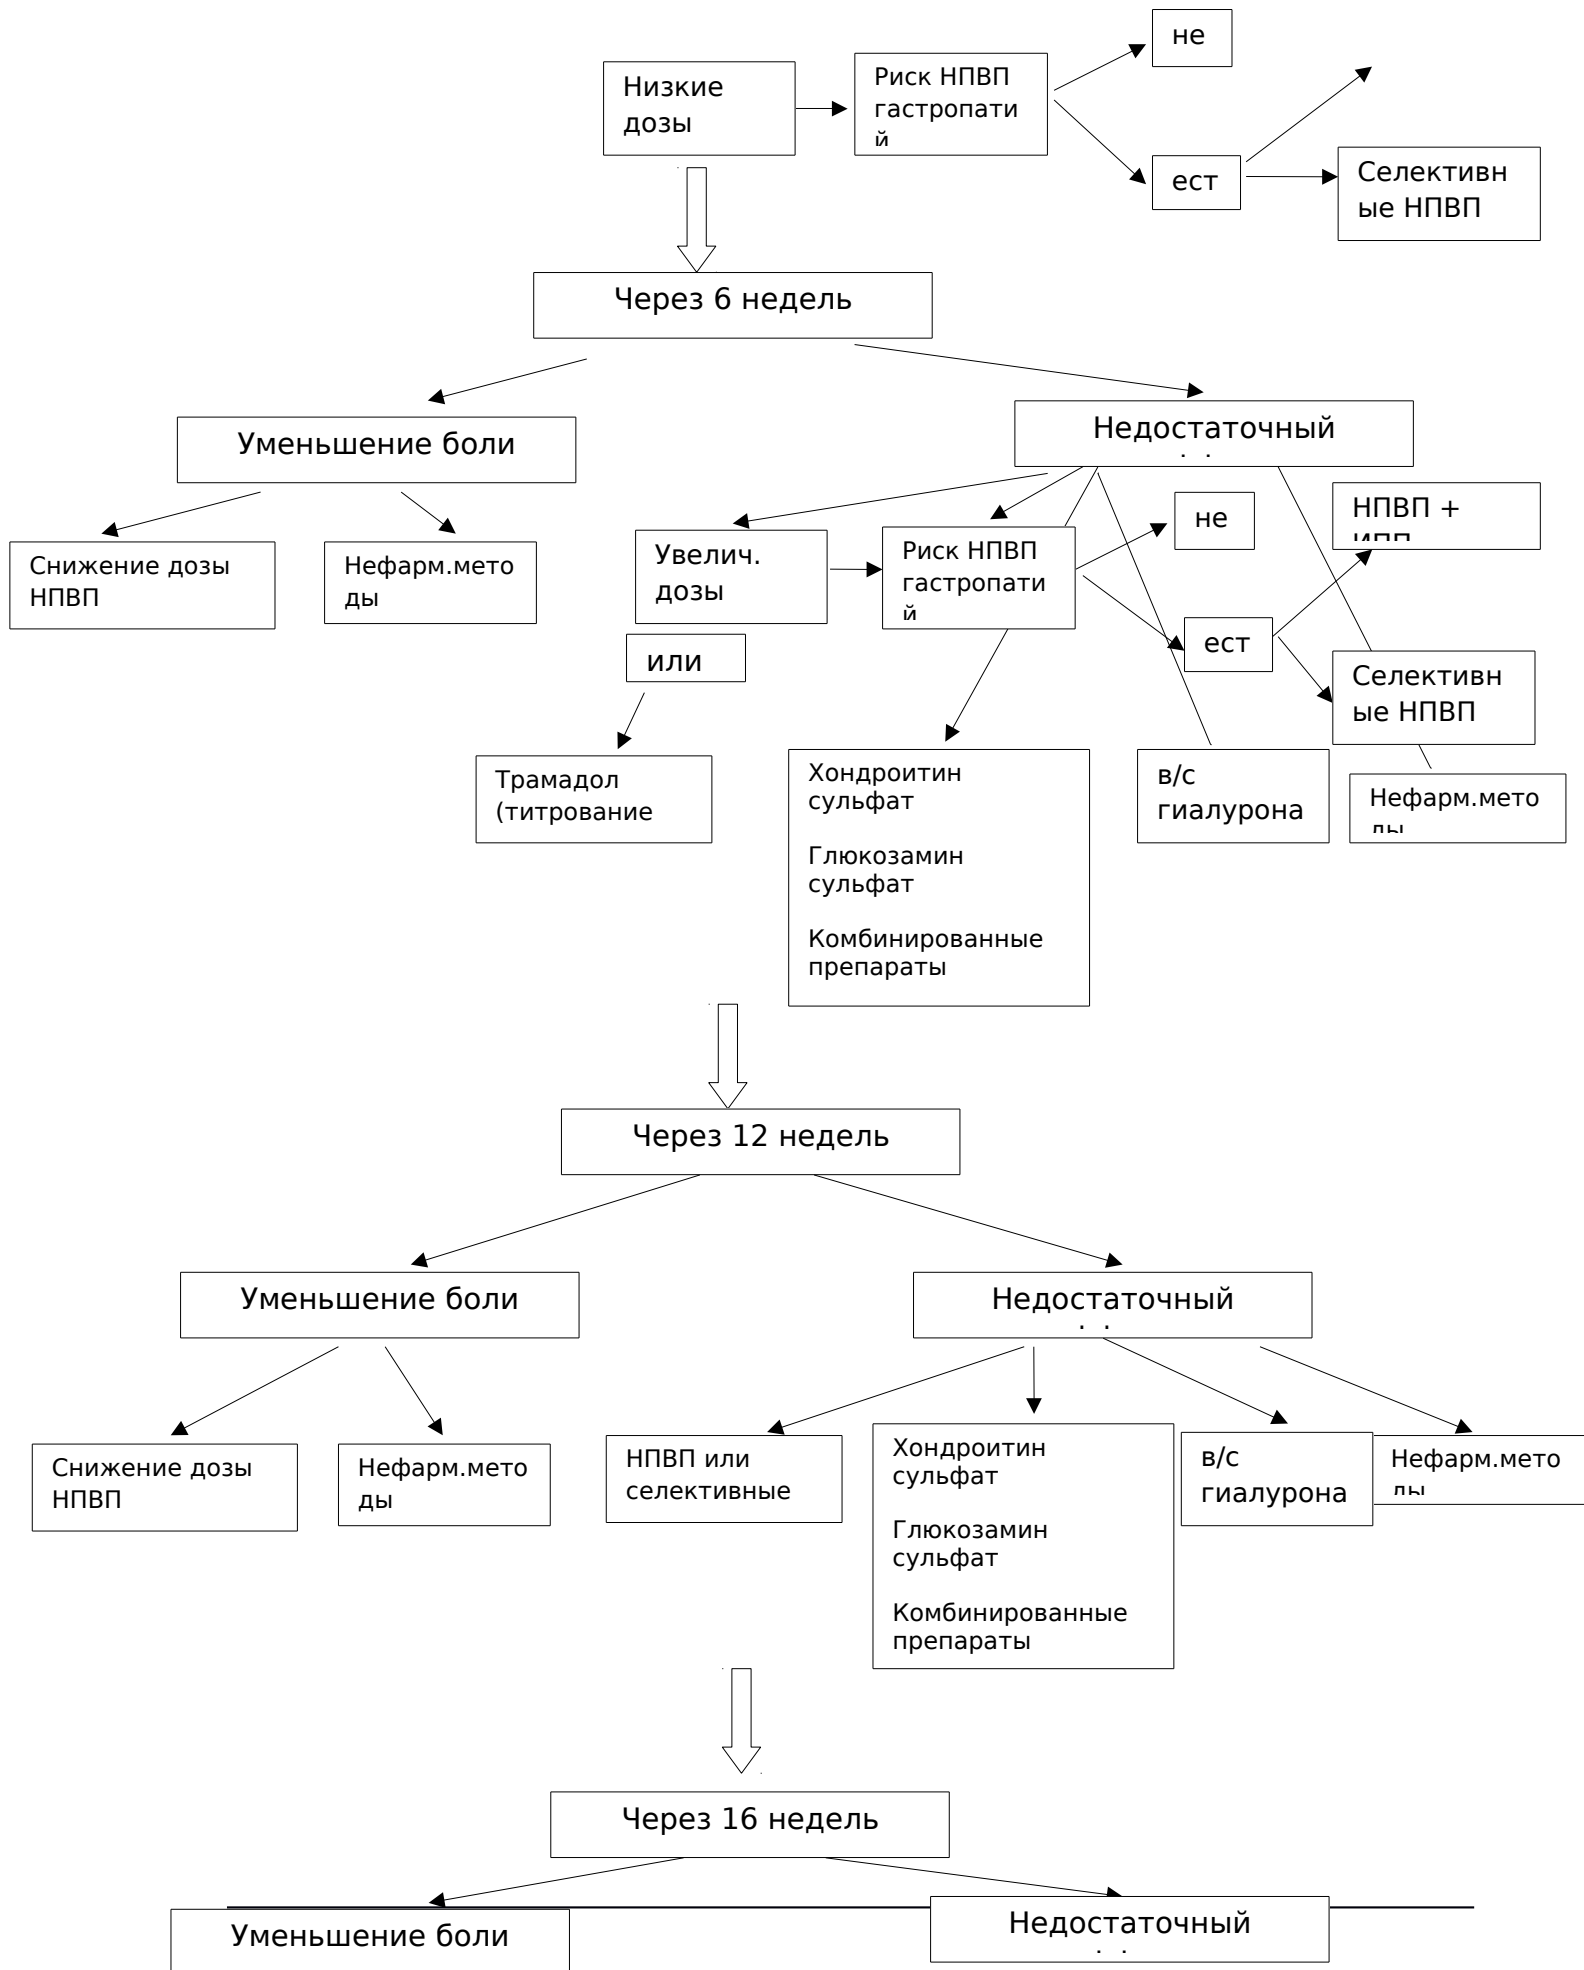 не
Низкие
дозы
Риск НПВП
гастропати
й
ест
Селективн
ые НПВП
Через 6 недель
Уменьшение боли
Недостаточный
Снижение дозы
НПВП
Нефарм.мето
ды
Увелич.
дозы
Риск НПВП
гастропати
й
не
НПВП +
ИПП
или
ест
Селективн
ые НПВП
Трамадол
(титрование
Хондроитин
сульфат
Глюкозамин
сульфат
Комбинированные
препараты
в/с
гиалурона
Нефарм.мето
ды
Через 12 недель
Уменьшение боли
Недостаточный
Снижение дозы
НПВП
Нефарм.мето
ды
НПВП или
селективные
Хондроитин
сульфат
Глюкозамин
сульфат
Комбинированные
препараты
в/с
гиалурона
Нефарм.мето
ды
Через 16 недель
Уменьшение боли
Недостаточный